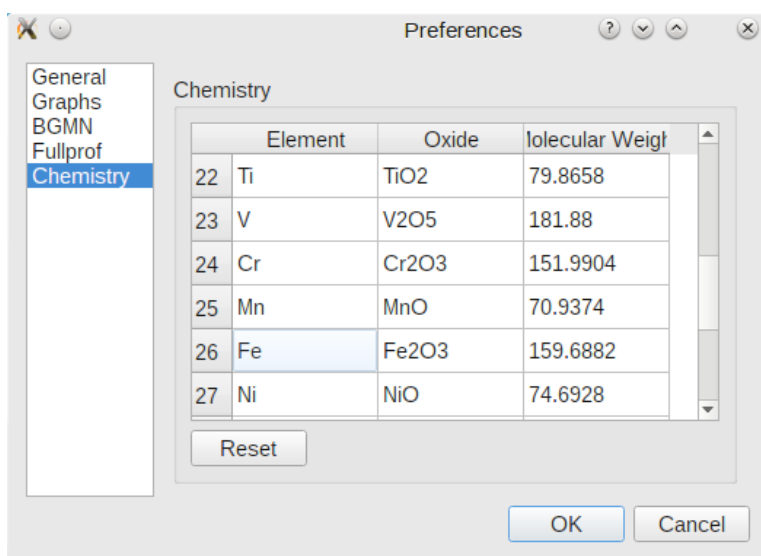 Preferences
General
Graphs
BGMN
Fullprof
Chemistry
Chemistry
Element Oxide Molecular Weigh
22 Ti TiO2 79.8658
23 V V2O5 181.88
24 Cr Cr2O3 151.9904
25 Mn MnO 70.9374
26 Fe Fe2O3 159.6882
27 Ni NiO 74.6928
Reset
OK Cancel